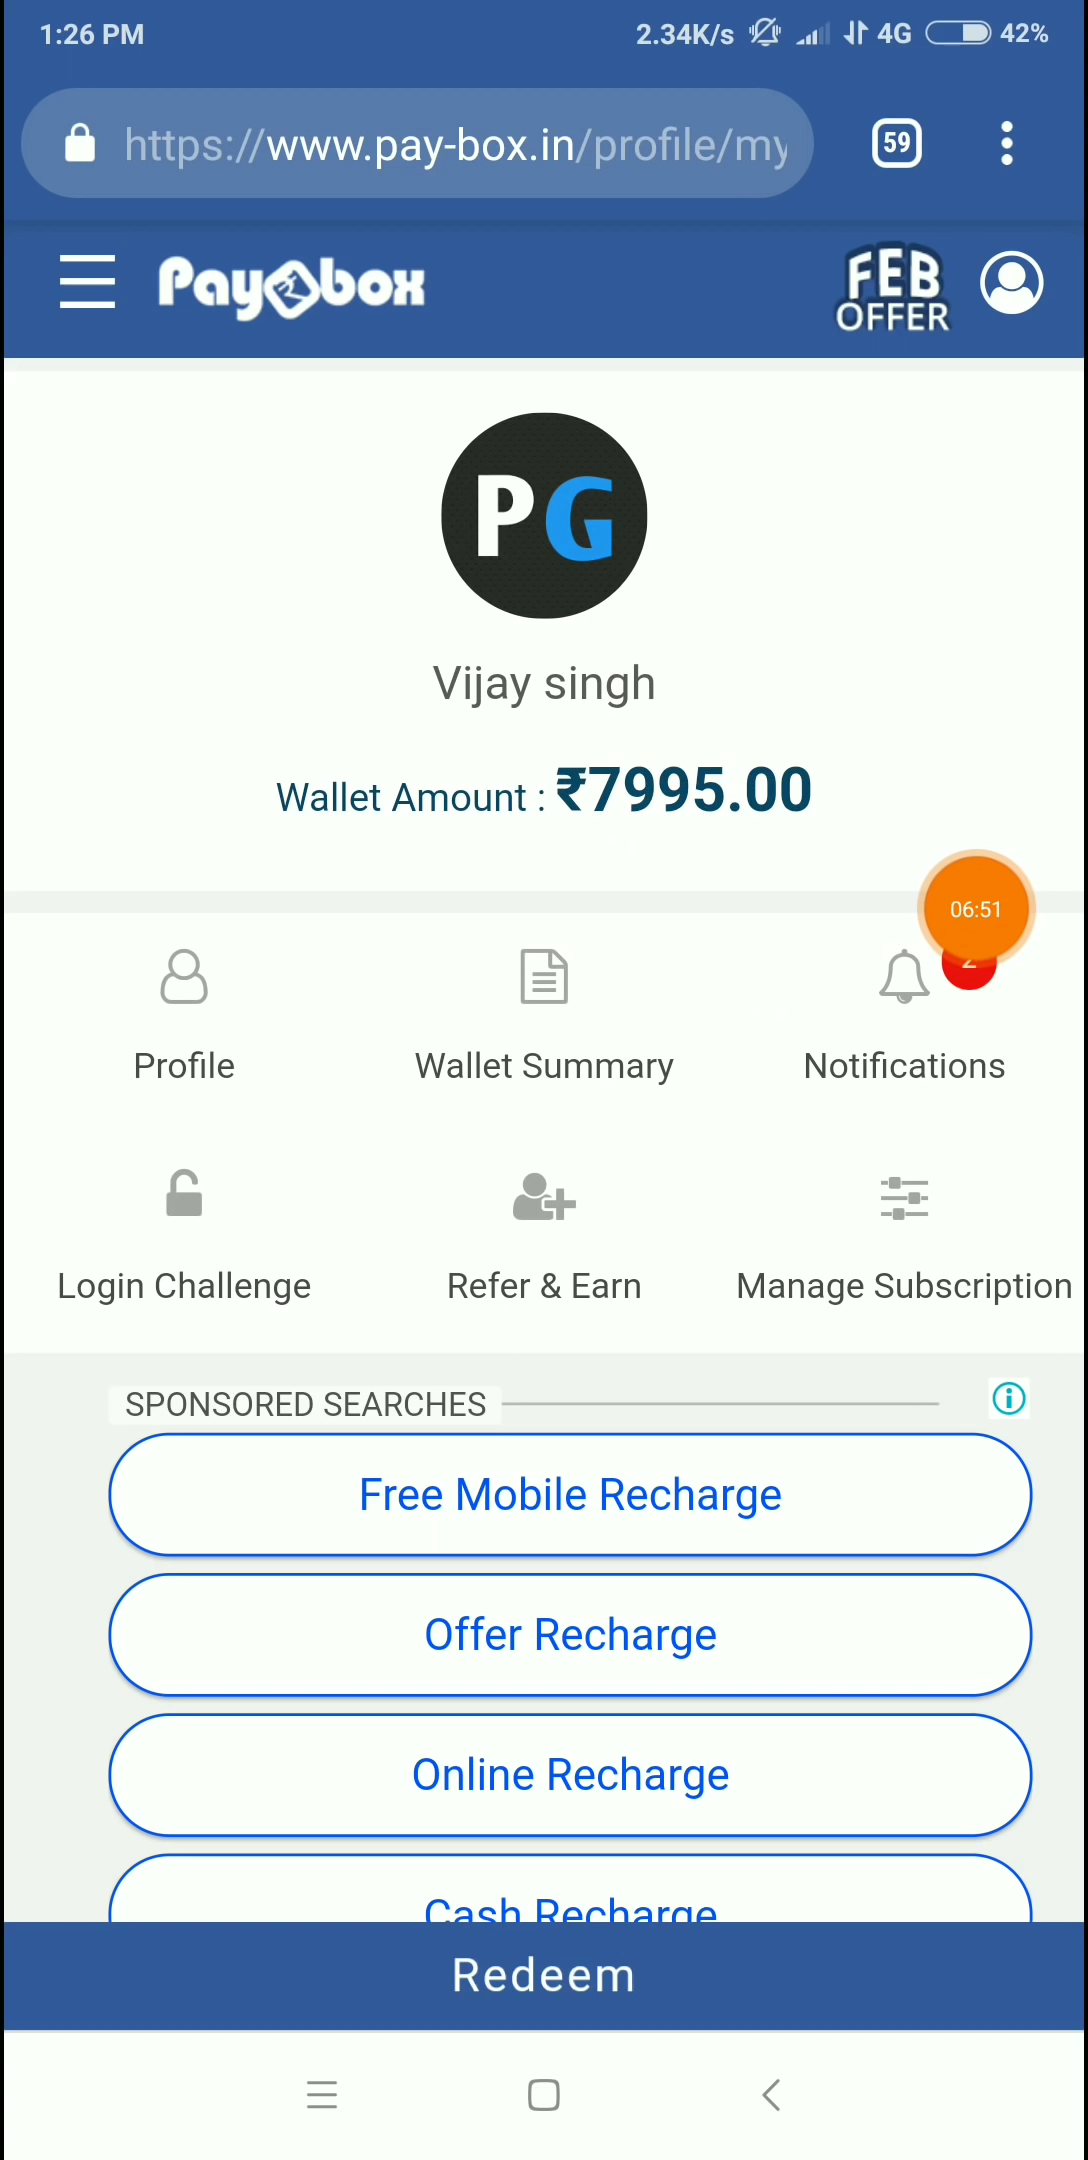 1:26 PM 2.34K/s 4G 42%
https://www.pay-box.in/profile/my 59
Paybox FEB OFFER
PG
Vijay singh
Wallet Amount : ₹7995.00
06:51
Profile Wallet Summary Notifications
Login Challenge Refer & Earn Manage Subscription
SPONSORED SEARCHES
Free Mobile Recharge
Offer Recharge
Online Recharge
Cash Recharge
Redeem